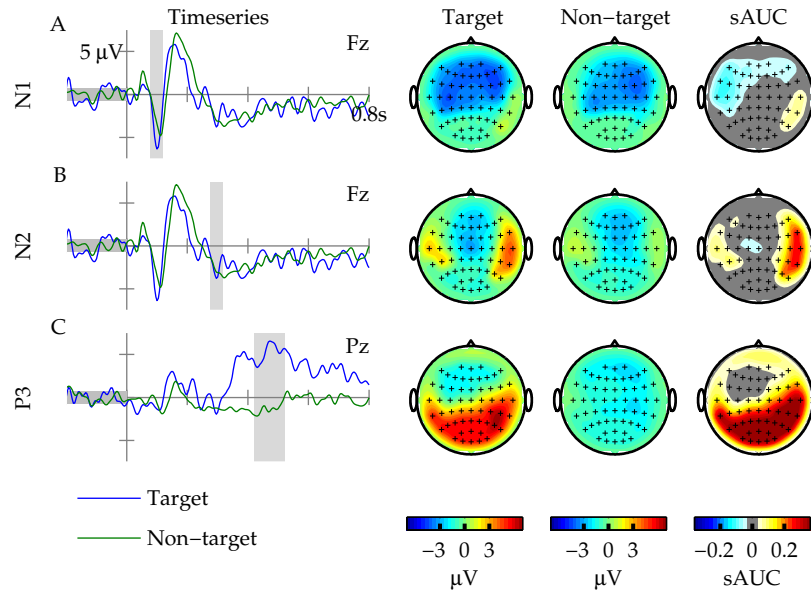 Timeseries Target Non−target sAUC
A
5 µV Fz
N1
0.8s
B
Fz
N2
C
Pz
P3
Target
Non−target
−3 0 3 −3 0 3 −0.2 0 0.2
µV µV sAUC